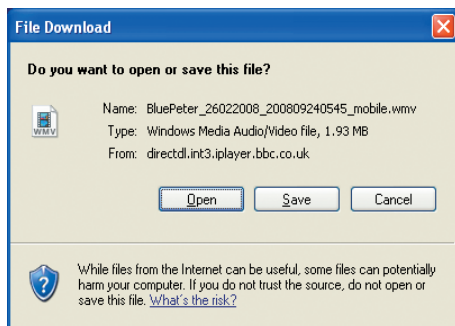 File Download
Do you want to open or save this file?
WMV
Name: BluePeter_26022008_200809240545_mobile.wmv
Type: Windows Media Audio/Video file, 1.93 MB
From: directdl.int3.iplayer.bbc.co.uk
Open Save Cancel
While files from the Internet can be useful, some files can potentially
harm your computer. If you do not trust the source, do not open or
save this file. What's the risk?